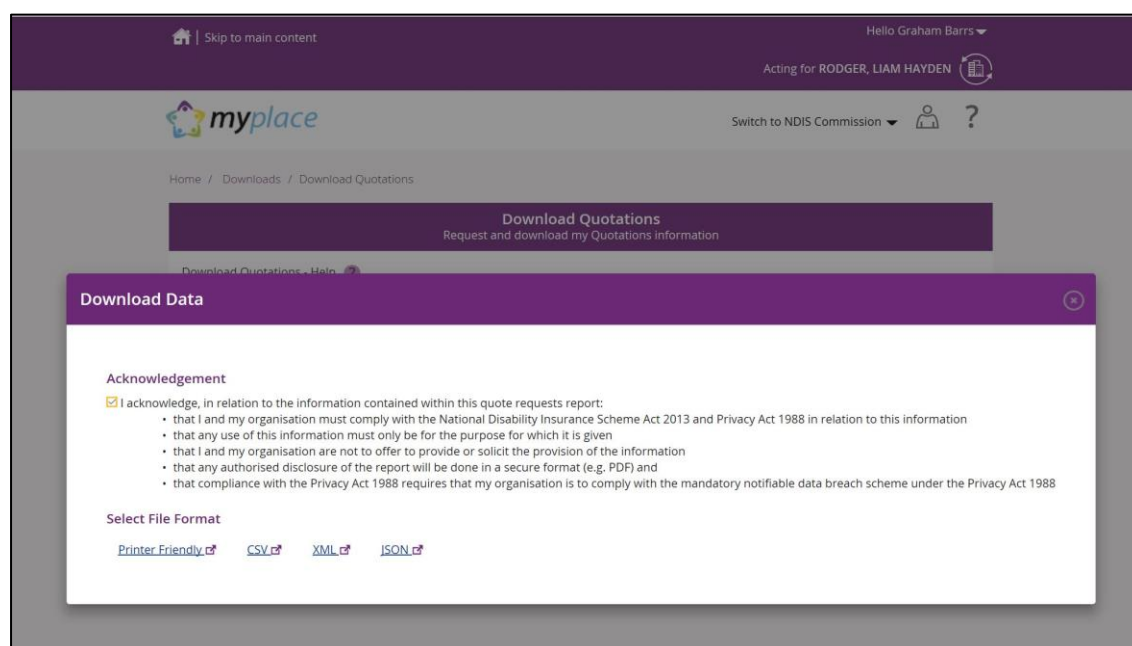 | Skip to main content
Hello Graham Barrs
Acting for RODGER, LIAM HAYDEN
myplace
Switch to NDIS Commission
?
Home / Downloads / Download Quotations
Download Quotations
Request and download my Quotations information
Download Quotations - Help ?
Download Data
Acknowledgement
I acknowledge, in relation to the information contained within this quote requests report:
• that I and my organisation must comply with the National Disability Insurance Scheme Act 2013 and Privacy Act 1988 in relation to this information
• that any use of this information must only be for the purpose for which it is given
• that I and my organisation are not to offer to provide or solicit the provision of the information
• that any authorised disclosure of the report will be done in a secure format (e.g. PDF) and
• that compliance with the Privacy Act 1988 requires that my organisation is to comply with the mandatory notifiable data breach scheme under the Privacy Act 1988
Select File Format
Printer Friendly CSV XML JSON